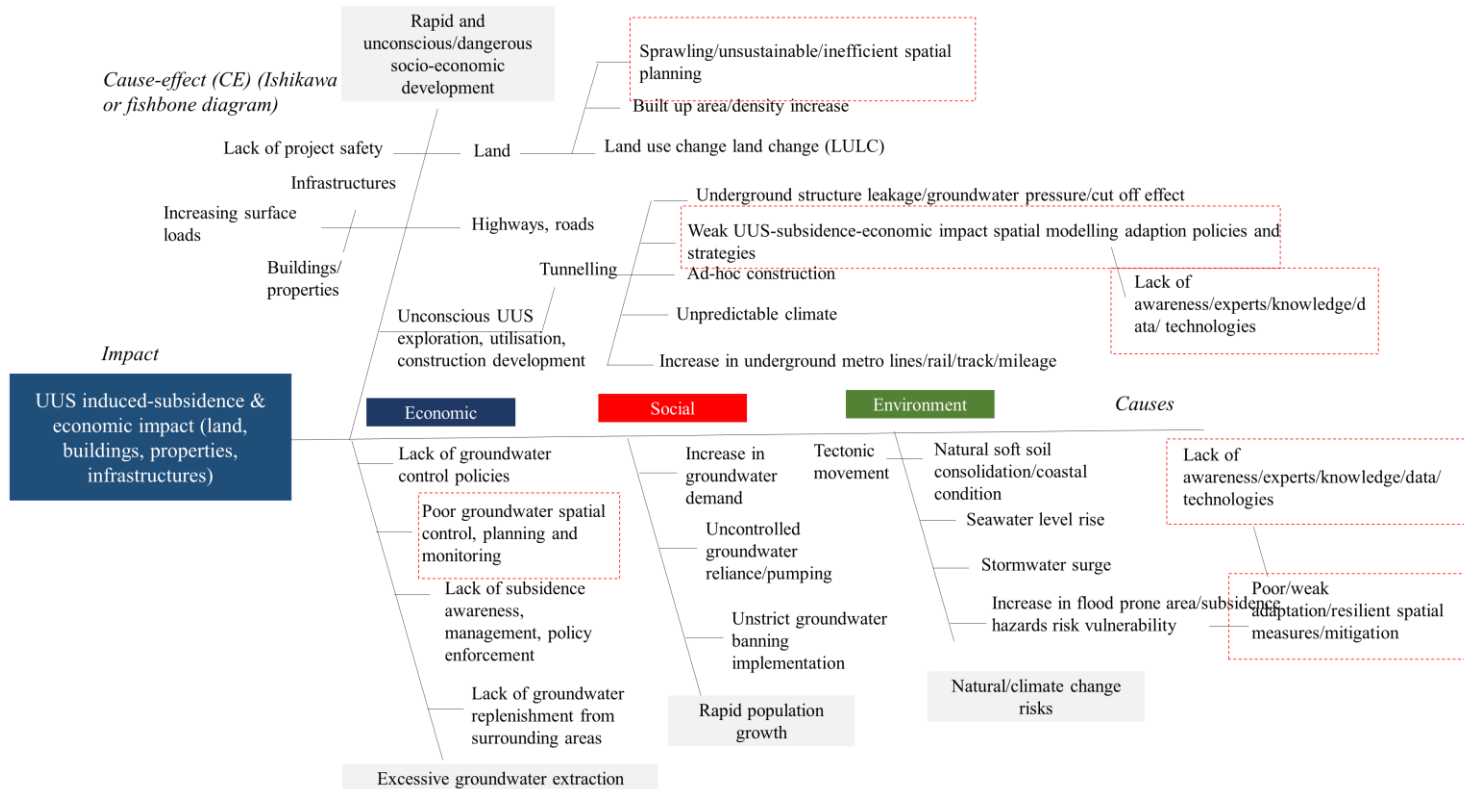 Rapid and
unconscious/dangerous
socio-economic
development
Cause-effect (CE) (Ishikawa
or fishbone diagram)
Sprawling/unsustainable/inefficient spatial
planning
Built up area/density increase
Lack of project safety
Land
Land use change land change (LULC)
Infrastructures
Increasing surface
loads
Highways, roads
Buildings/
properties
Underground structure leakage/groundwater pressure/cut off effect
Weak UUS-subsidence-economic impact spatial modelling adaption policies and
strategies
Tunnelling
Ad-hoc construction
Lack of
awareness/experts/knowledge/d
ata/ technologies
Unconscious UUS
exploration, utilisation,
construction development
Unpredictable climate
Increase in underground metro lines/rail/track/mileage
Impact
UUS induced-subsidence &
economic impact (land,
buildings, properties,
infrastructures)
Economic
Social
Environment
Causes
Lack of groundwater
control policies
Poor groundwater spatial
control, planning and
monitoring
Lack of subsidence
awareness,
management, policy
enforcement
Lack of groundwater
replenishment from
surrounding areas
Excessive groundwater extraction
Increase in
groundwater
demand
Uncontrolled
groundwater
reliance/pumping
Unstrict groundwater
banning
implementation
Rapid population
growth
Tectonic
movement
Natural soft soil
consolidation/coastal
condition
Seawater level rise
Stormwater surge
Increase in flood prone area/subsidence
hazards risk vulnerability
Natural/climate change
risks
Lack of
awareness/experts/knowledge/data/
technologies
Poor/weak
adaptation/resilient spatial
measures/mitigation